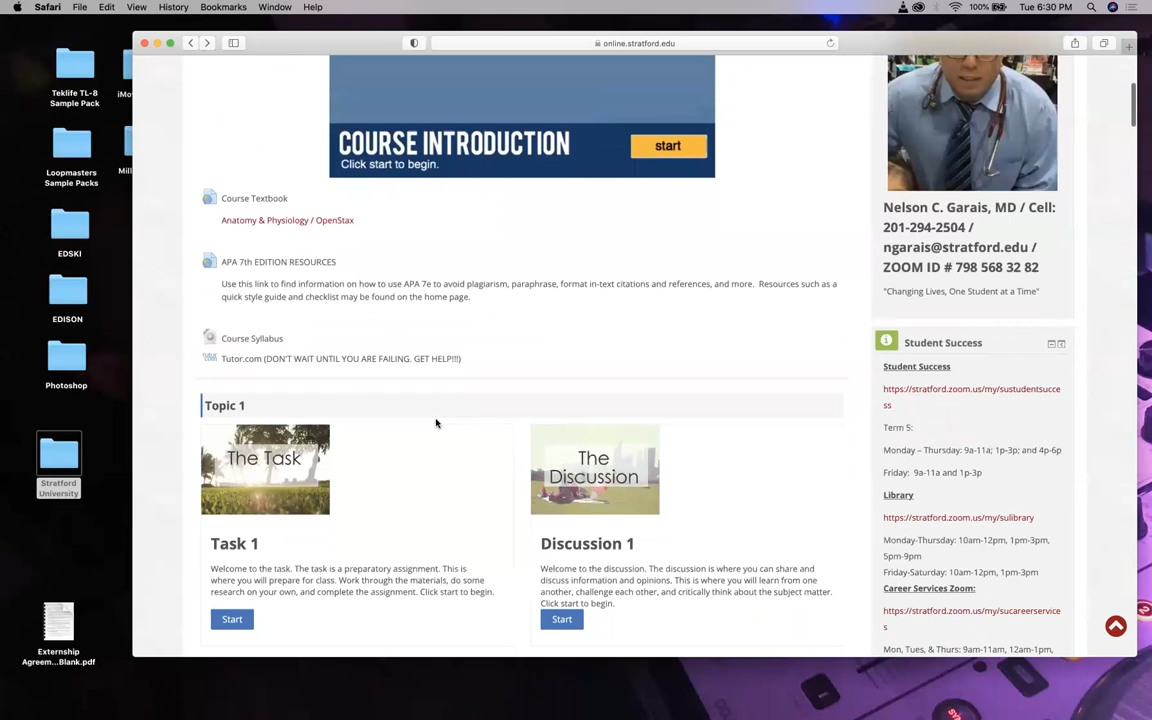 Safari File Edit View History Bookmarks Window Help
100% Tue 6:30 PM
online.stratford.edu
Teklife TL-8
Sample Pack
Loopmasters
Sample Packs
EDSKI
EDISON
Photoshop
Stratford
University
Externship
Agreem...Blank.pdf
COURSE INTRODUCTION
Click start to begin.
start
Course Textbook
Anatomy & Physiology / OpenStax
APA 7th EDITION RESOURCES
Use this link to find information on how to use APA 7e to avoid plagiarism, paraphrase, format in-text citations and references, and more. Resources such as a
quick style guide and checklist may be found on the home page.
Course Syllabus
Tutor.com (DON'T WAIT UNTIL YOU ARE FAILING. GET HELP!!!)
Topic 1
The Task
Task 1
Welcome to the task. The task is a preparatory assignment. This is
where you will prepare for class. Work through the materials, do some
research on your own, and complete the assignment. Click start to begin.
Start
The
Discussion
Discussion 1
Welcome to the discussion. The discussion is where you can share and
discuss information and opinions. This is where you will learn from one
another, challenge each other, and critically think about the subject matter.
Click start to begin.
Start
Nelson C. Garais, MD / Cell:
201-294-2504 /
ngarais@stratford.edu /
ZOOM ID # 798 568 32 82
"Changing Lives, One Student at a Time"
Student Success
Student Success
https://stratford.zoom.us/my/sustudentsucce
ss
Term 5:
Monday – Thursday: 9a-11a; 1p-3p; and 4p-6p
Friday: 9a-11a and 1p-3p
Library
https://stratford.zoom.us/my/sulibrary
Monday-Thursday: 10am-12pm, 1pm-3pm,
5pm-9pm
Friday-Saturday: 10am-12pm, 1pm-3pm
Career Services Zoom:
https://stratford.zoom.us/my/sucareerservice
s
Mon, Tues, & Thurs: 9am-11am, 12am-1pm,